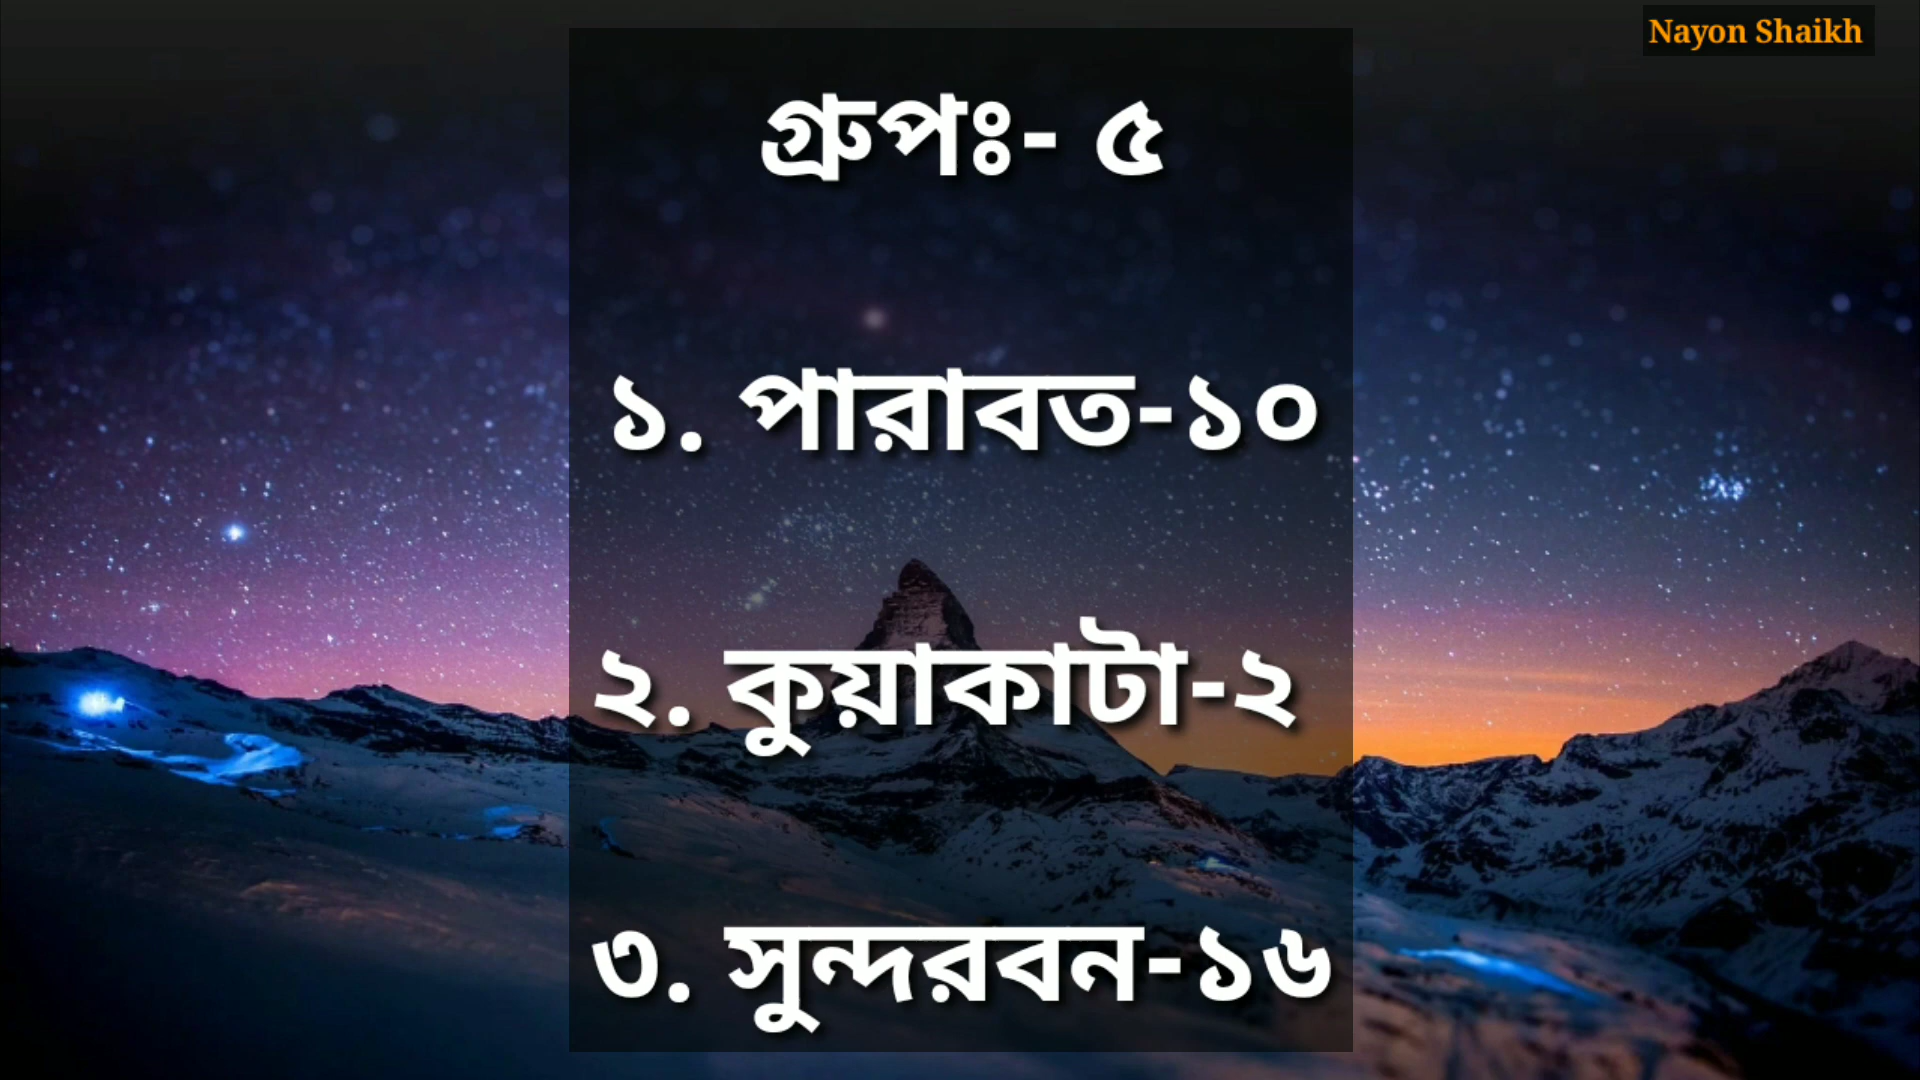 Nayon Shaikh
গ্রুপঃ- ৫
১. পারাবত-১০
২. কুয়াকাটা-২
৩. সুন্দরবন-১৬